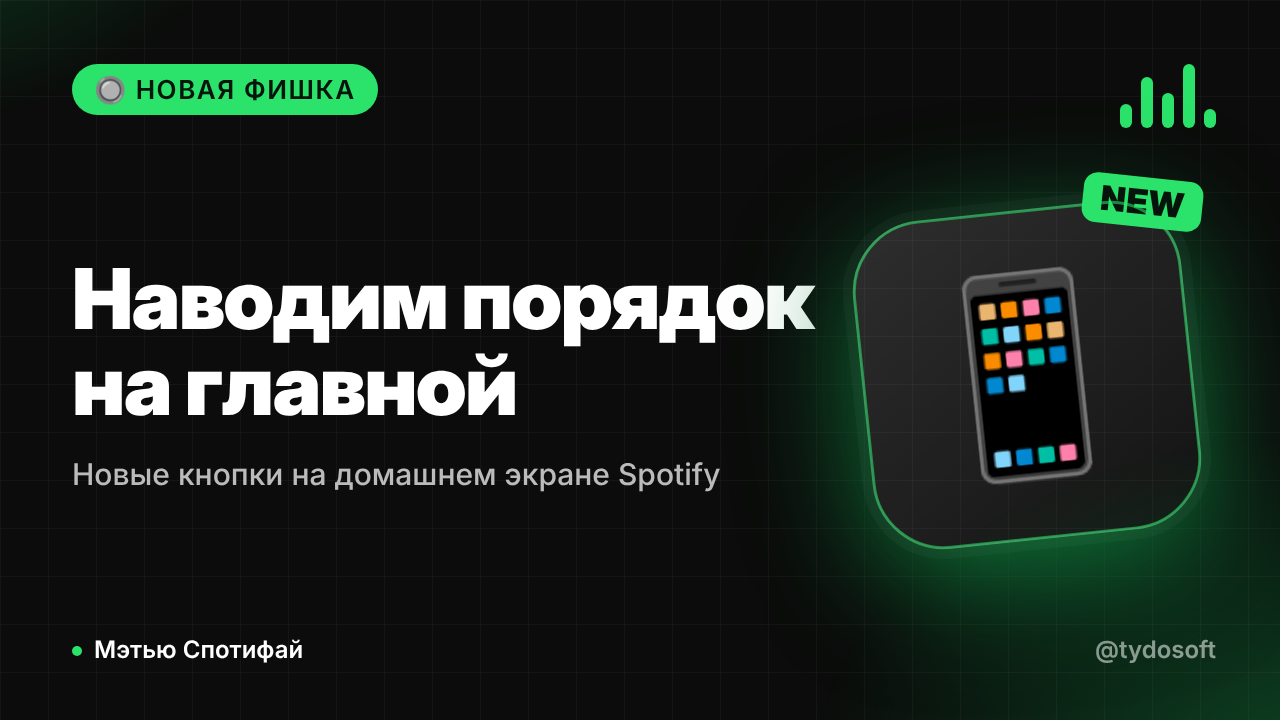 НОВАЯ ФИШКА
NEW
Наводим порядок
на главной
Новые кнопки на домашнем экране Spotify
Мэтью Спотифай
@tydosoft